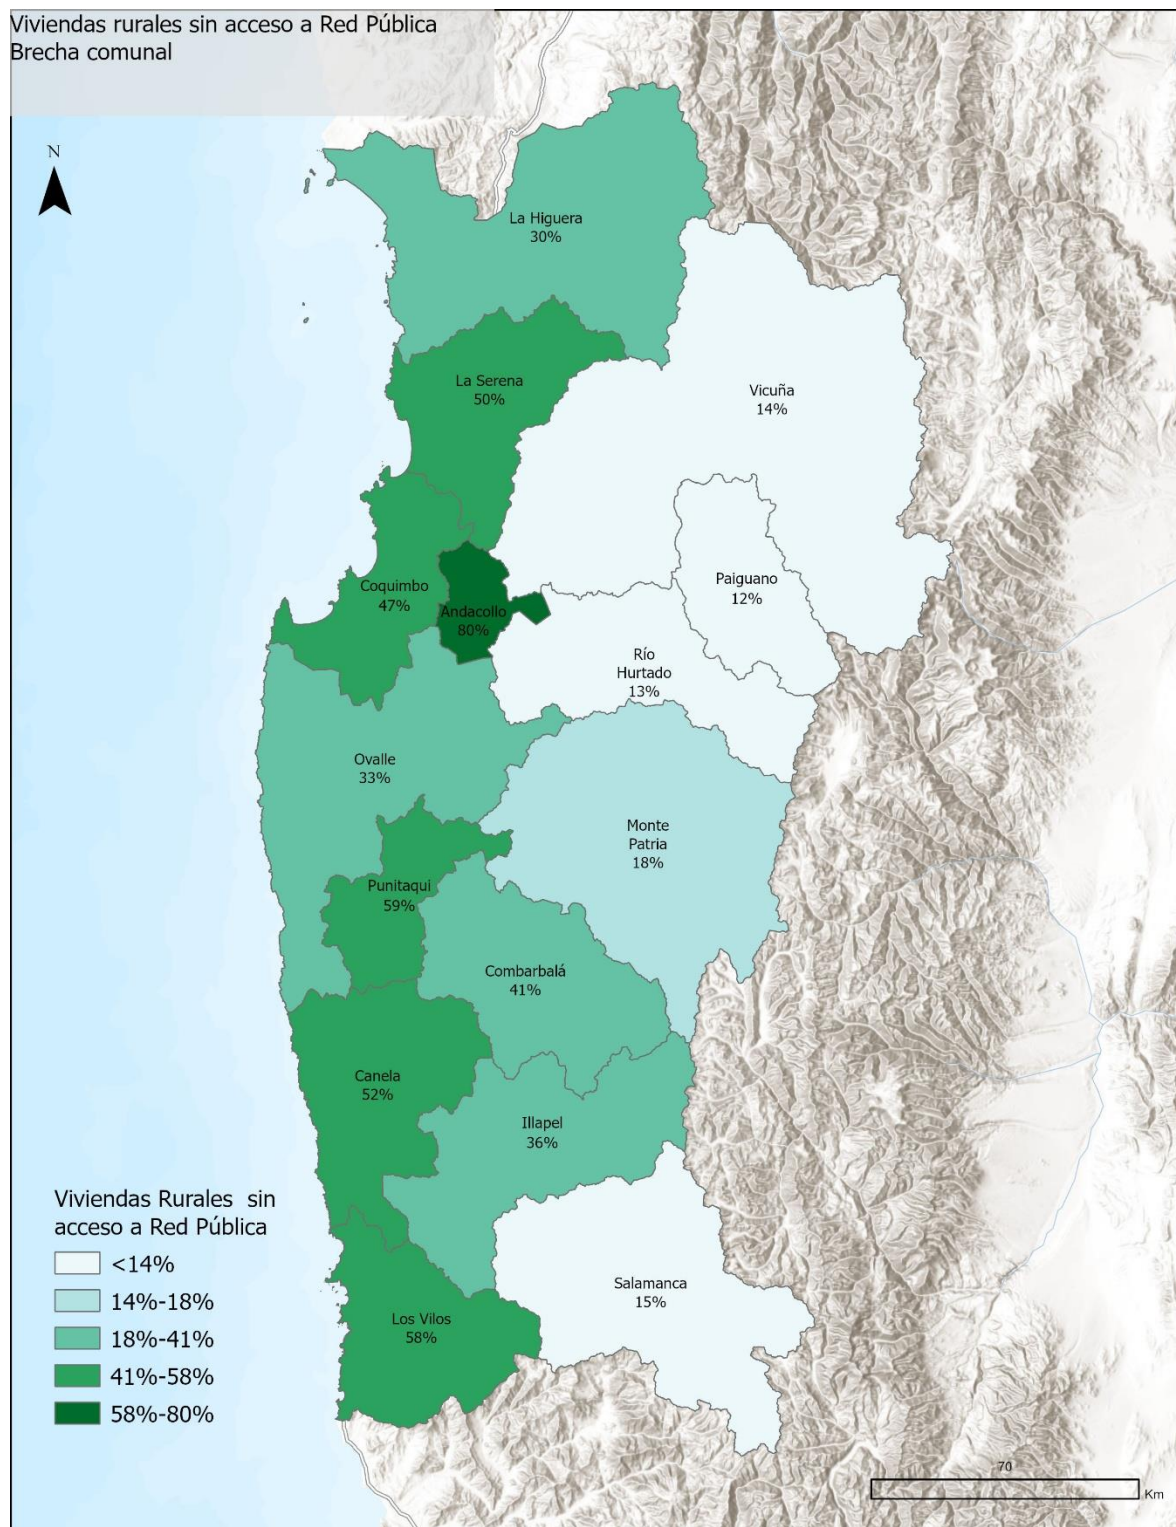 Viviendas rurales sin acceso a Red Pública
Brecha comunal
N
La Higuera
30%
La Serena
50%
Vicuña
14%
Coquimbo
47%
Andacollo
80%
Paiguano
12%
Río
Hurtado
13%
Ovalle
33%
Monte
Patria
18%
Punitaqui
59%
Combarbalá
41%
Canela
52%
Illapel
36%
Salamanca
15%
Los Vilos
58%
Viviendas Rurales sin
acceso a Red Pública
<14%
14%-18%
18%-41%
41%-58%
58%-80%
70
Km